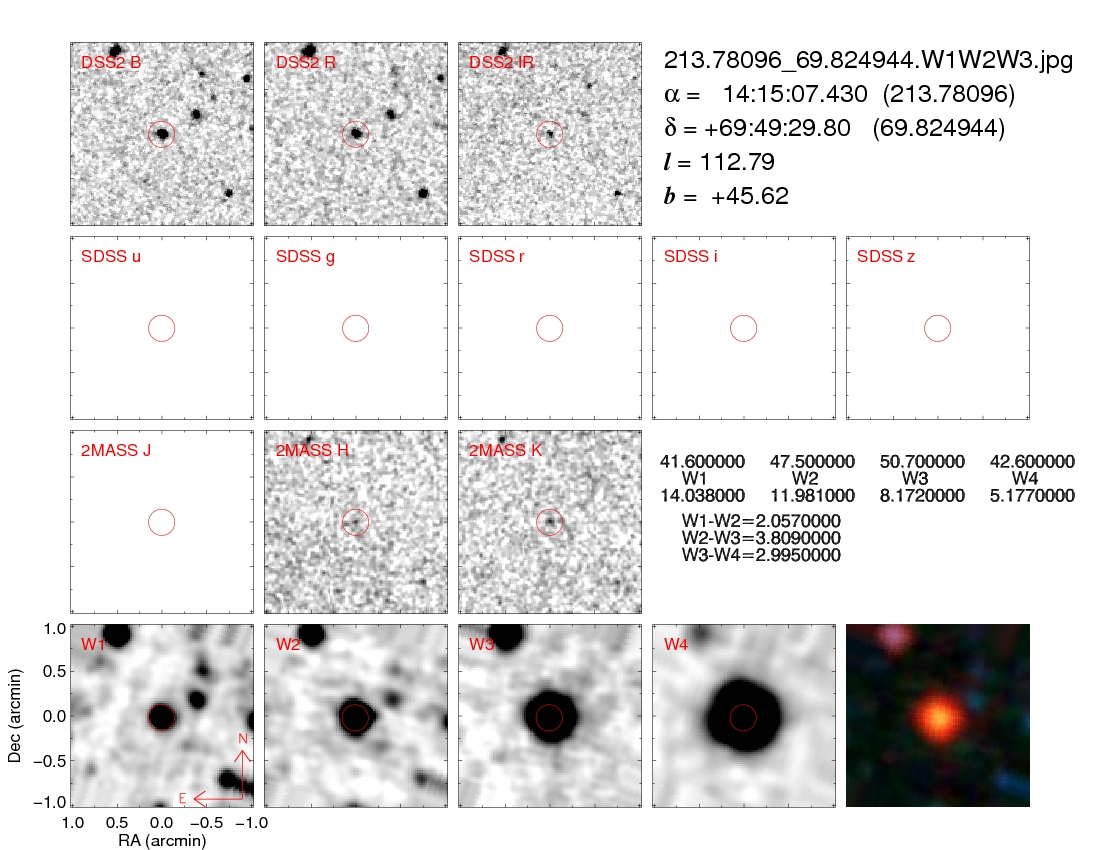 DSS2 B
DSS2 R
DSS2 IR
213.78096_69.824944.W1W2W3.jpg
α = 14:15:07.430 (213.78096)
δ = +69:49:29.80 (69.824944)
l = 112.79
b = +45.62
SDSS u
SDSS g
SDSS r
SDSS i
SDSS z
2MASS J
2MASS H
2MASS K
41.600000 47.500000 50.700000 42.600000
W1 W2 W3 W4
14.038000 11.981000 8.1720000 5.1770000
W1-W2=2.0570000
W2-W3=3.8090000
W3-W4=2.9950000
W1
W2
W3
W4
N
E
Dec (arcmin)
1.0
0.5
0.0
−0.5
−1.0
1.0 0.5 0.0 −0.5 −1.0
RA (arcmin)